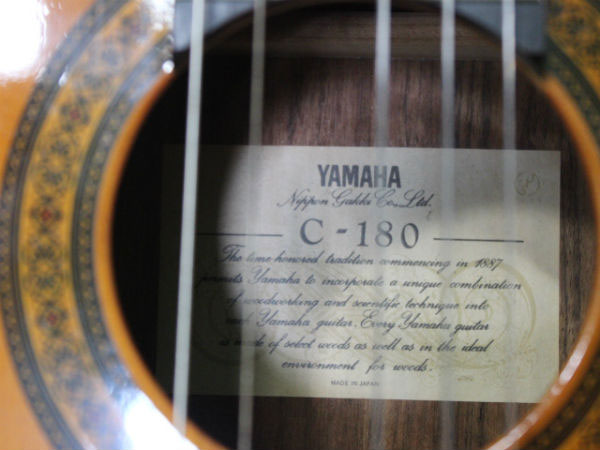 YAMAHA
Nippon Gakki Co., Ltd.
C-180
The time-honored tradition commencing in 1887
permits Yamaha to incorporate a unique combination
of woodworking and scientific technique into
each Yamaha guitar. Every Yamaha guitar
is made of select woods as well as in the ideal
environment for woods.
MADE IN JAPAN